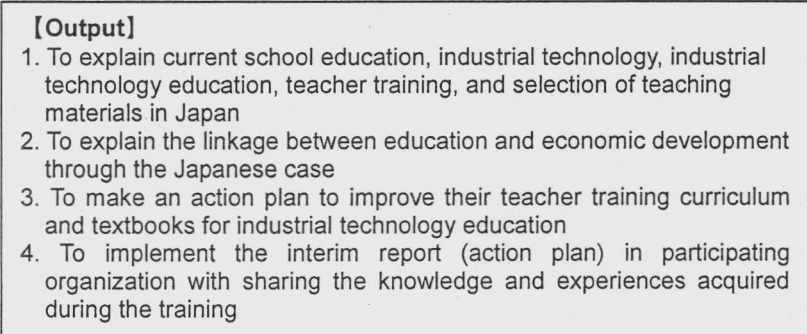 【Output】
1. To explain current school education, industrial technology, industrial
technology education, teacher training, and selection of teaching
materials in Japan
2. To explain the linkage between education and economic development
through the Japanese case
3. To make an action plan to improve their teacher training curriculum
and textbooks for industrial technology education
4. To implement the interim report (action plan) in participating
organization with sharing the knowledge and experiences acquired
during the training